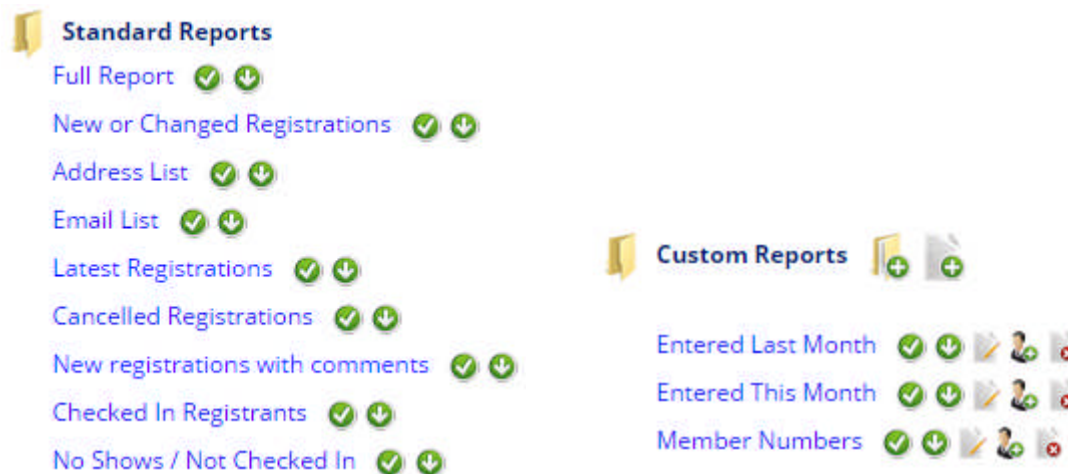 Standard Reports
Full Report
New or Changed Registrations
Address List
Email List
Latest Registrations
Cancelled Registrations
New registrations with comments
Checked In Registrants
No Shows / Not Checked In
Custom Reports
Entered Last Month
Entered This Month
Member Numbers